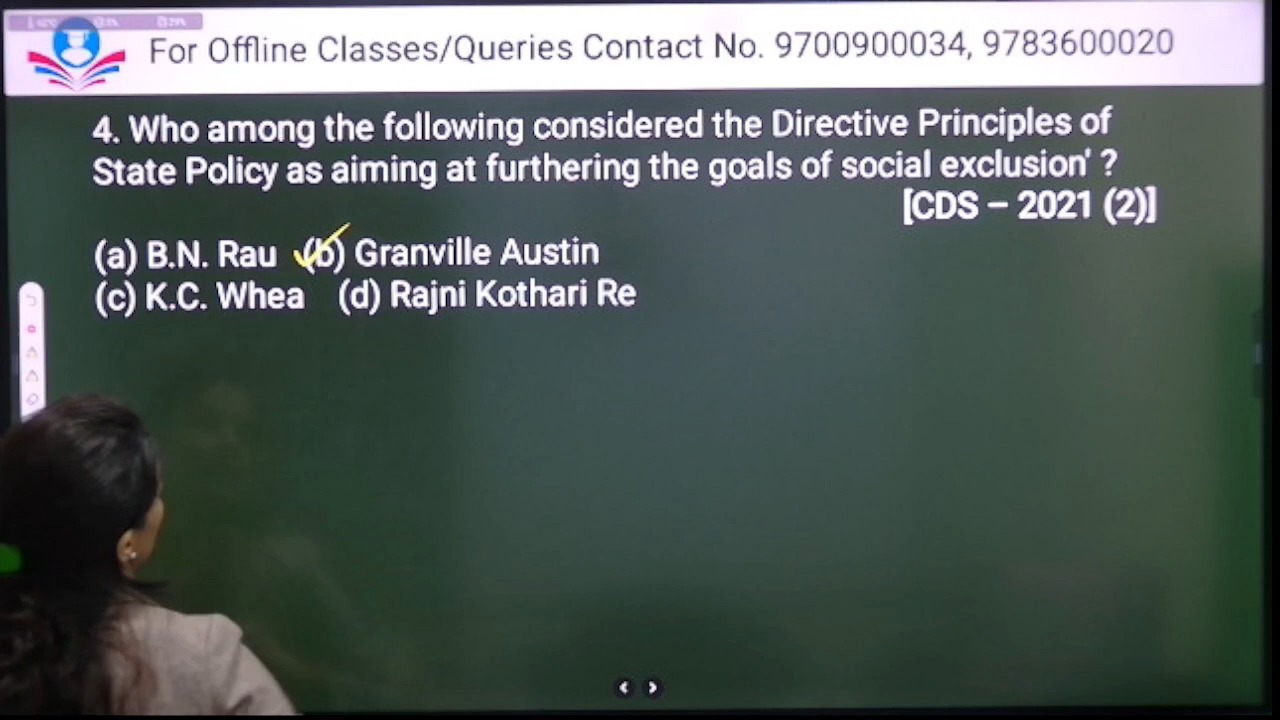 For Offline Classes/Queries Contact No. 9700900034, 9783600020
4. Who among the following considered the Directive Principles of
State Policy as aiming at furthering the goals of social exclusion' ?
[CDS – 2021 (2)]
(a) B.N. Rau (b) Granville Austin
(c) K.C. Whea (d) Rajni Kothari Re